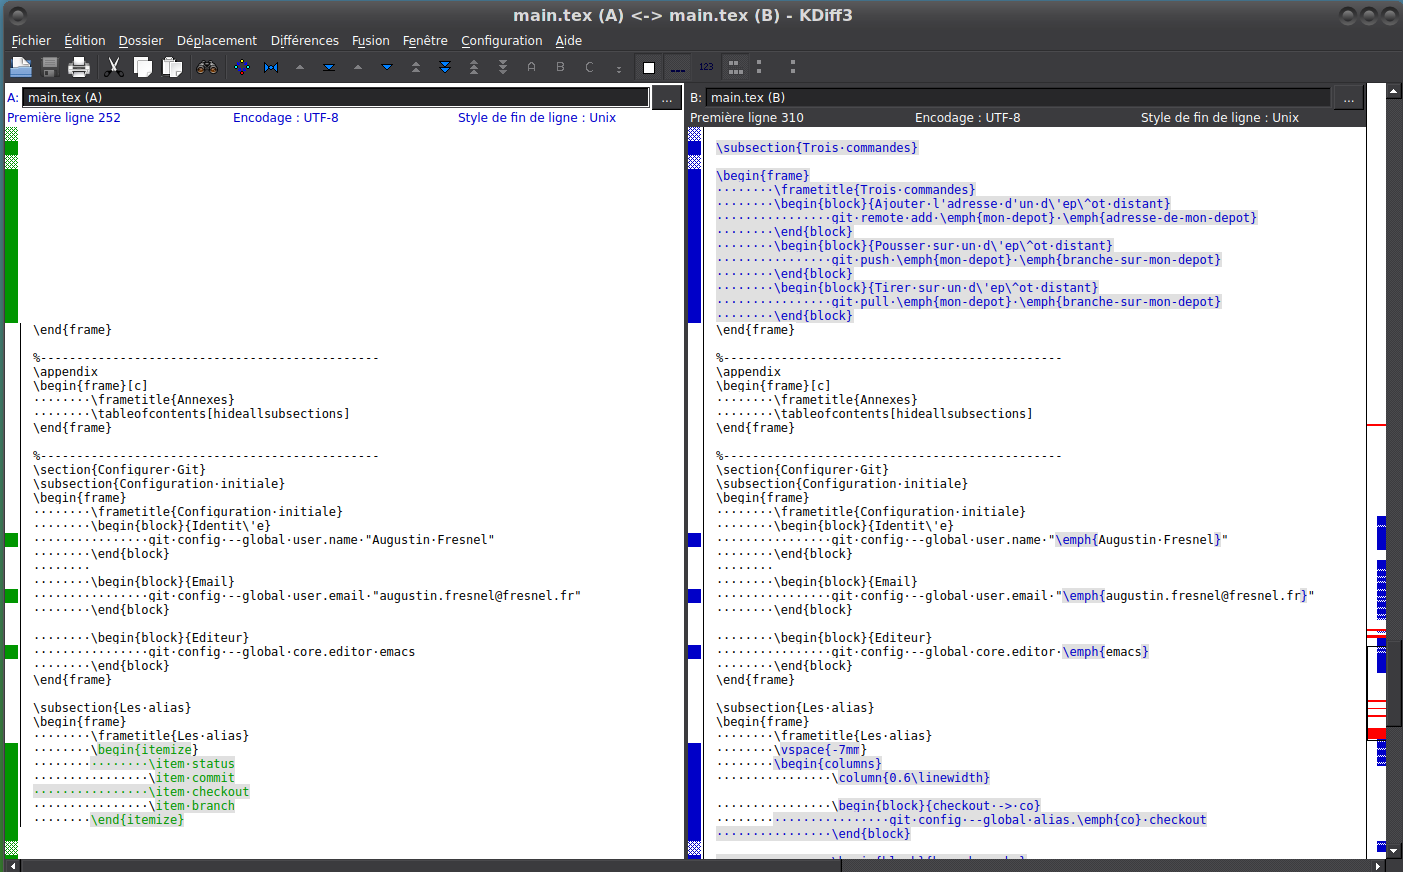 main.tex (A) <-> main.tex (B) - KDiff3
Fichier Édition Dossier Déplacement Différences Fusion Fenêtre Configuration Aide
A B C 123
A: main.tex (A) ...
Première ligne 252 Encodage : UTF-8 Style de fin de ligne : Unix
\end{frame}
%-----------------------------------------------
\appendix
\begin{frame}[c]
········\frametitle{Annexes}
········\tableofcontents[hideallsubsections]
\end{frame}
%-----------------------------------------------
\section{Configurer·Git}
\subsection{Configuration·initiale}
\begin{frame}
········\frametitle{Configuration·initiale}
········\begin{block}{Identit\'e}
················git·config·--global·user.name·"Augustin·Fresnel"
········\end{block}
········
········\begin{block}{Email}
················git·config·--global·user.email·"augustin.fresnel@fresnel.fr"
········\end{block}
········\begin{block}{Editeur}
················git·config·--global·core.editor·emacs
········\end{block}
\end{frame}
\subsection{Les·alias}
\begin{frame}
········\frametitle{Les·alias}
········\begin{itemize}
················\item·status
················\item·commit
················\item·checkout
················\item·branch
········\end{itemize}
B: main.tex (B) ...
Première ligne 310 Encodage : UTF-8 Style de fin de ligne : Unix
\subsection{Trois·commandes}
\begin{frame}
········\frametitle{Trois·commandes}
········\begin{block}{Ajouter·l'adresse·d'un·d\'ep\^ot·distant}
················git·remote·add·\emph{mon-depot}·\emph{adresse-de-mon-depot}
········\end{block}
········\begin{block}{Pousser·sur·un·d\'ep\^ot·distant}
················git·push·\emph{mon-depot}·\emph{branche-sur-mon-depot}
········\end{block}
········\begin{block}{Tirer·sur·un·d\'ep\^ot·distant}
················git·pull·\emph{mon-depot}·\emph{branche-sur-mon-depot}
········\end{block}
\end{frame}
%-----------------------------------------------
\appendix
\begin{frame}[c]
········\frametitle{Annexes}
········\tableofcontents[hideallsubsections]
\end{frame}
%-----------------------------------------------
\section{Configurer·Git}
\subsection{Configuration·initiale}
\begin{frame}
········\frametitle{Configuration·initiale}
········\begin{block}{Identit\'e}
················git·config·--global·user.name·"\emph{Augustin·Fresnel}"
········\end{block}
········
········\begin{block}{Email}
················git·config·--global·user.email·"\emph{augustin.fresnel@fresnel.fr}"
········\end{block}
········\begin{block}{Editeur}
················git·config·--global·core.editor·\emph{emacs}
········\end{block}
\end{frame}
\subsection{Les·alias}
\begin{frame}
········\frametitle{Les·alias}
········\vspace{-7mm}
········\begin{columns}
················\column{0.6\linewidth}
················\begin{block}{checkout·->·co}
························git·config·--global·alias.\emph{co}·checkout
················\end{block}